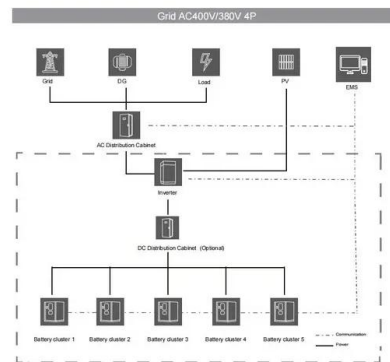 Grid AC400V/380V 4P
Grid
DG
Load
PV
EMS
AC Distribution Cabinet
Inverter
DC Distribution Cabinet (Optional)
Battery cluster 1
Battery cluster 2
Battery cluster 3
Battery cluster 4
Battery cluster 5
Communication
Power